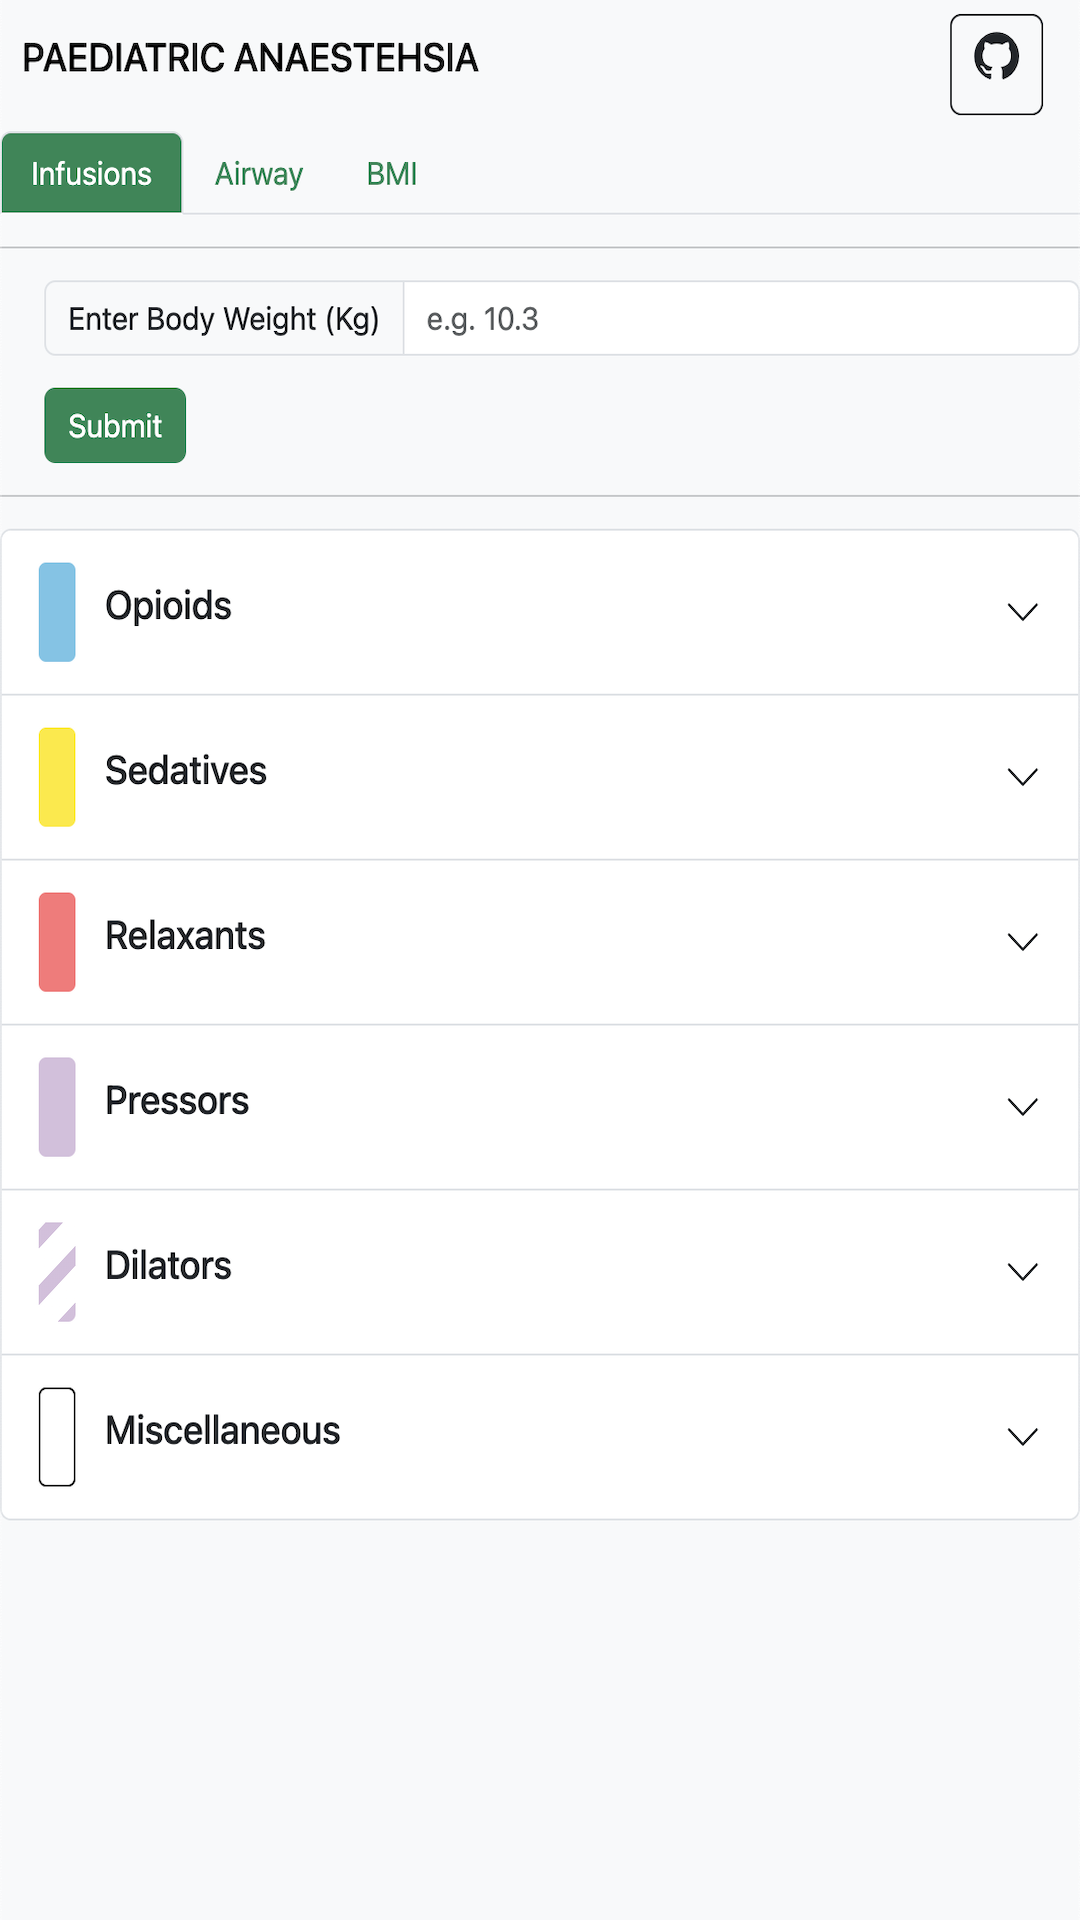 PAEDIATRIC ANAESTEHSIA
Infusions Airway BMI
Enter Body Weight (Kg) e.g. 10.3
Submit
Opioids
Sedatives
Relaxants
Pressors
Dilators
Miscellaneous